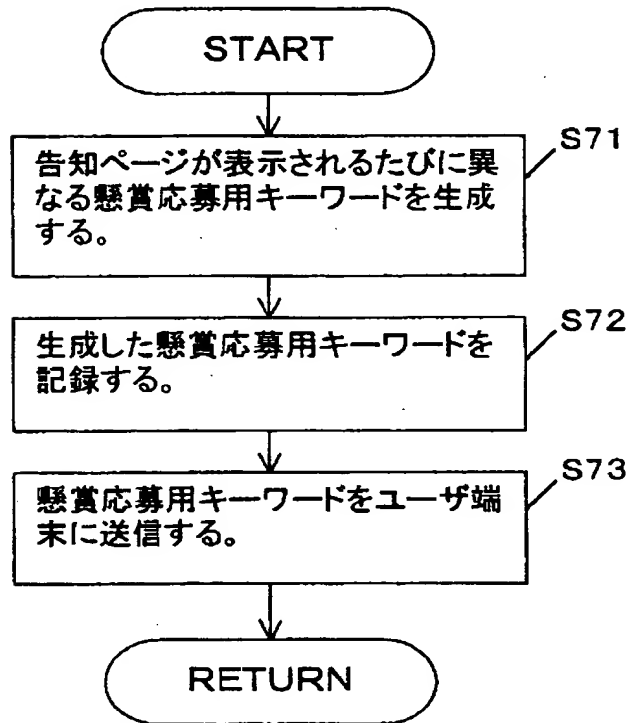 START
S71
告知ページが表示されるたびに異
なる懸賞応募用キーワードを生成
する。
S72
生成した懸賞応募用キーワードを
記録する。
S73
懸賞応募用キーワードをユーザ端
末に送信する。
RETURN